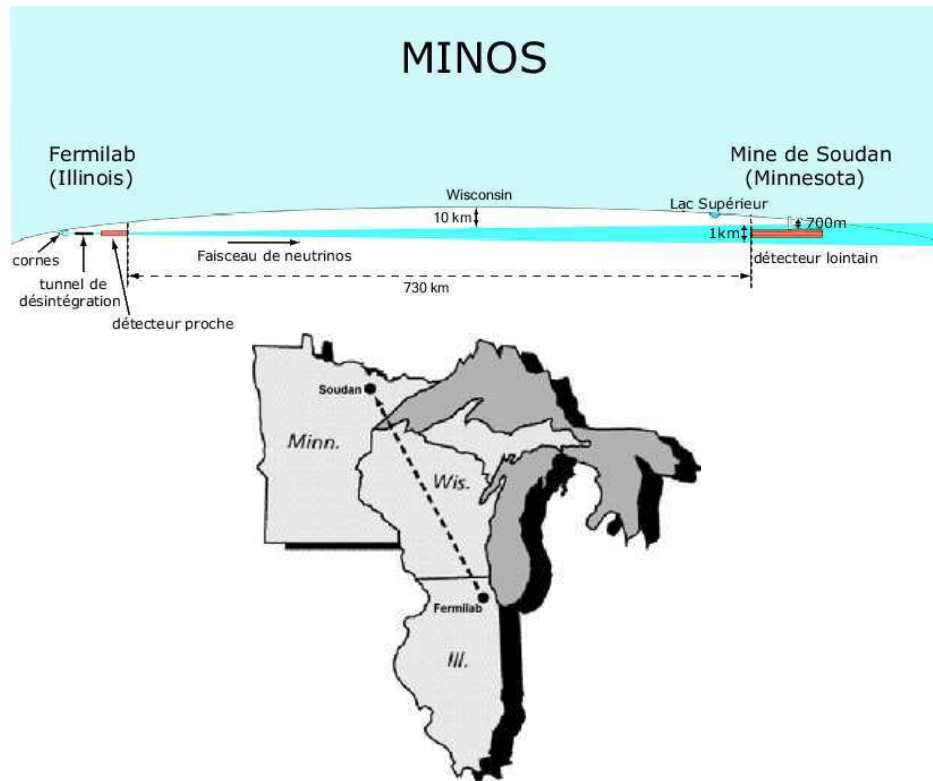 MINOS
Fermilab
(Illinois)
Mine de Soudan
(Minnesota)
Wisconsin
Lac Supérieur
10 km
700m
1km
cornes
Faisceau de neutrinos
détecteur lointain
tunnel de
désintégration
730 km
détecteur proche
Soudan
Minn.
Wis.
Fermilab
Ill.